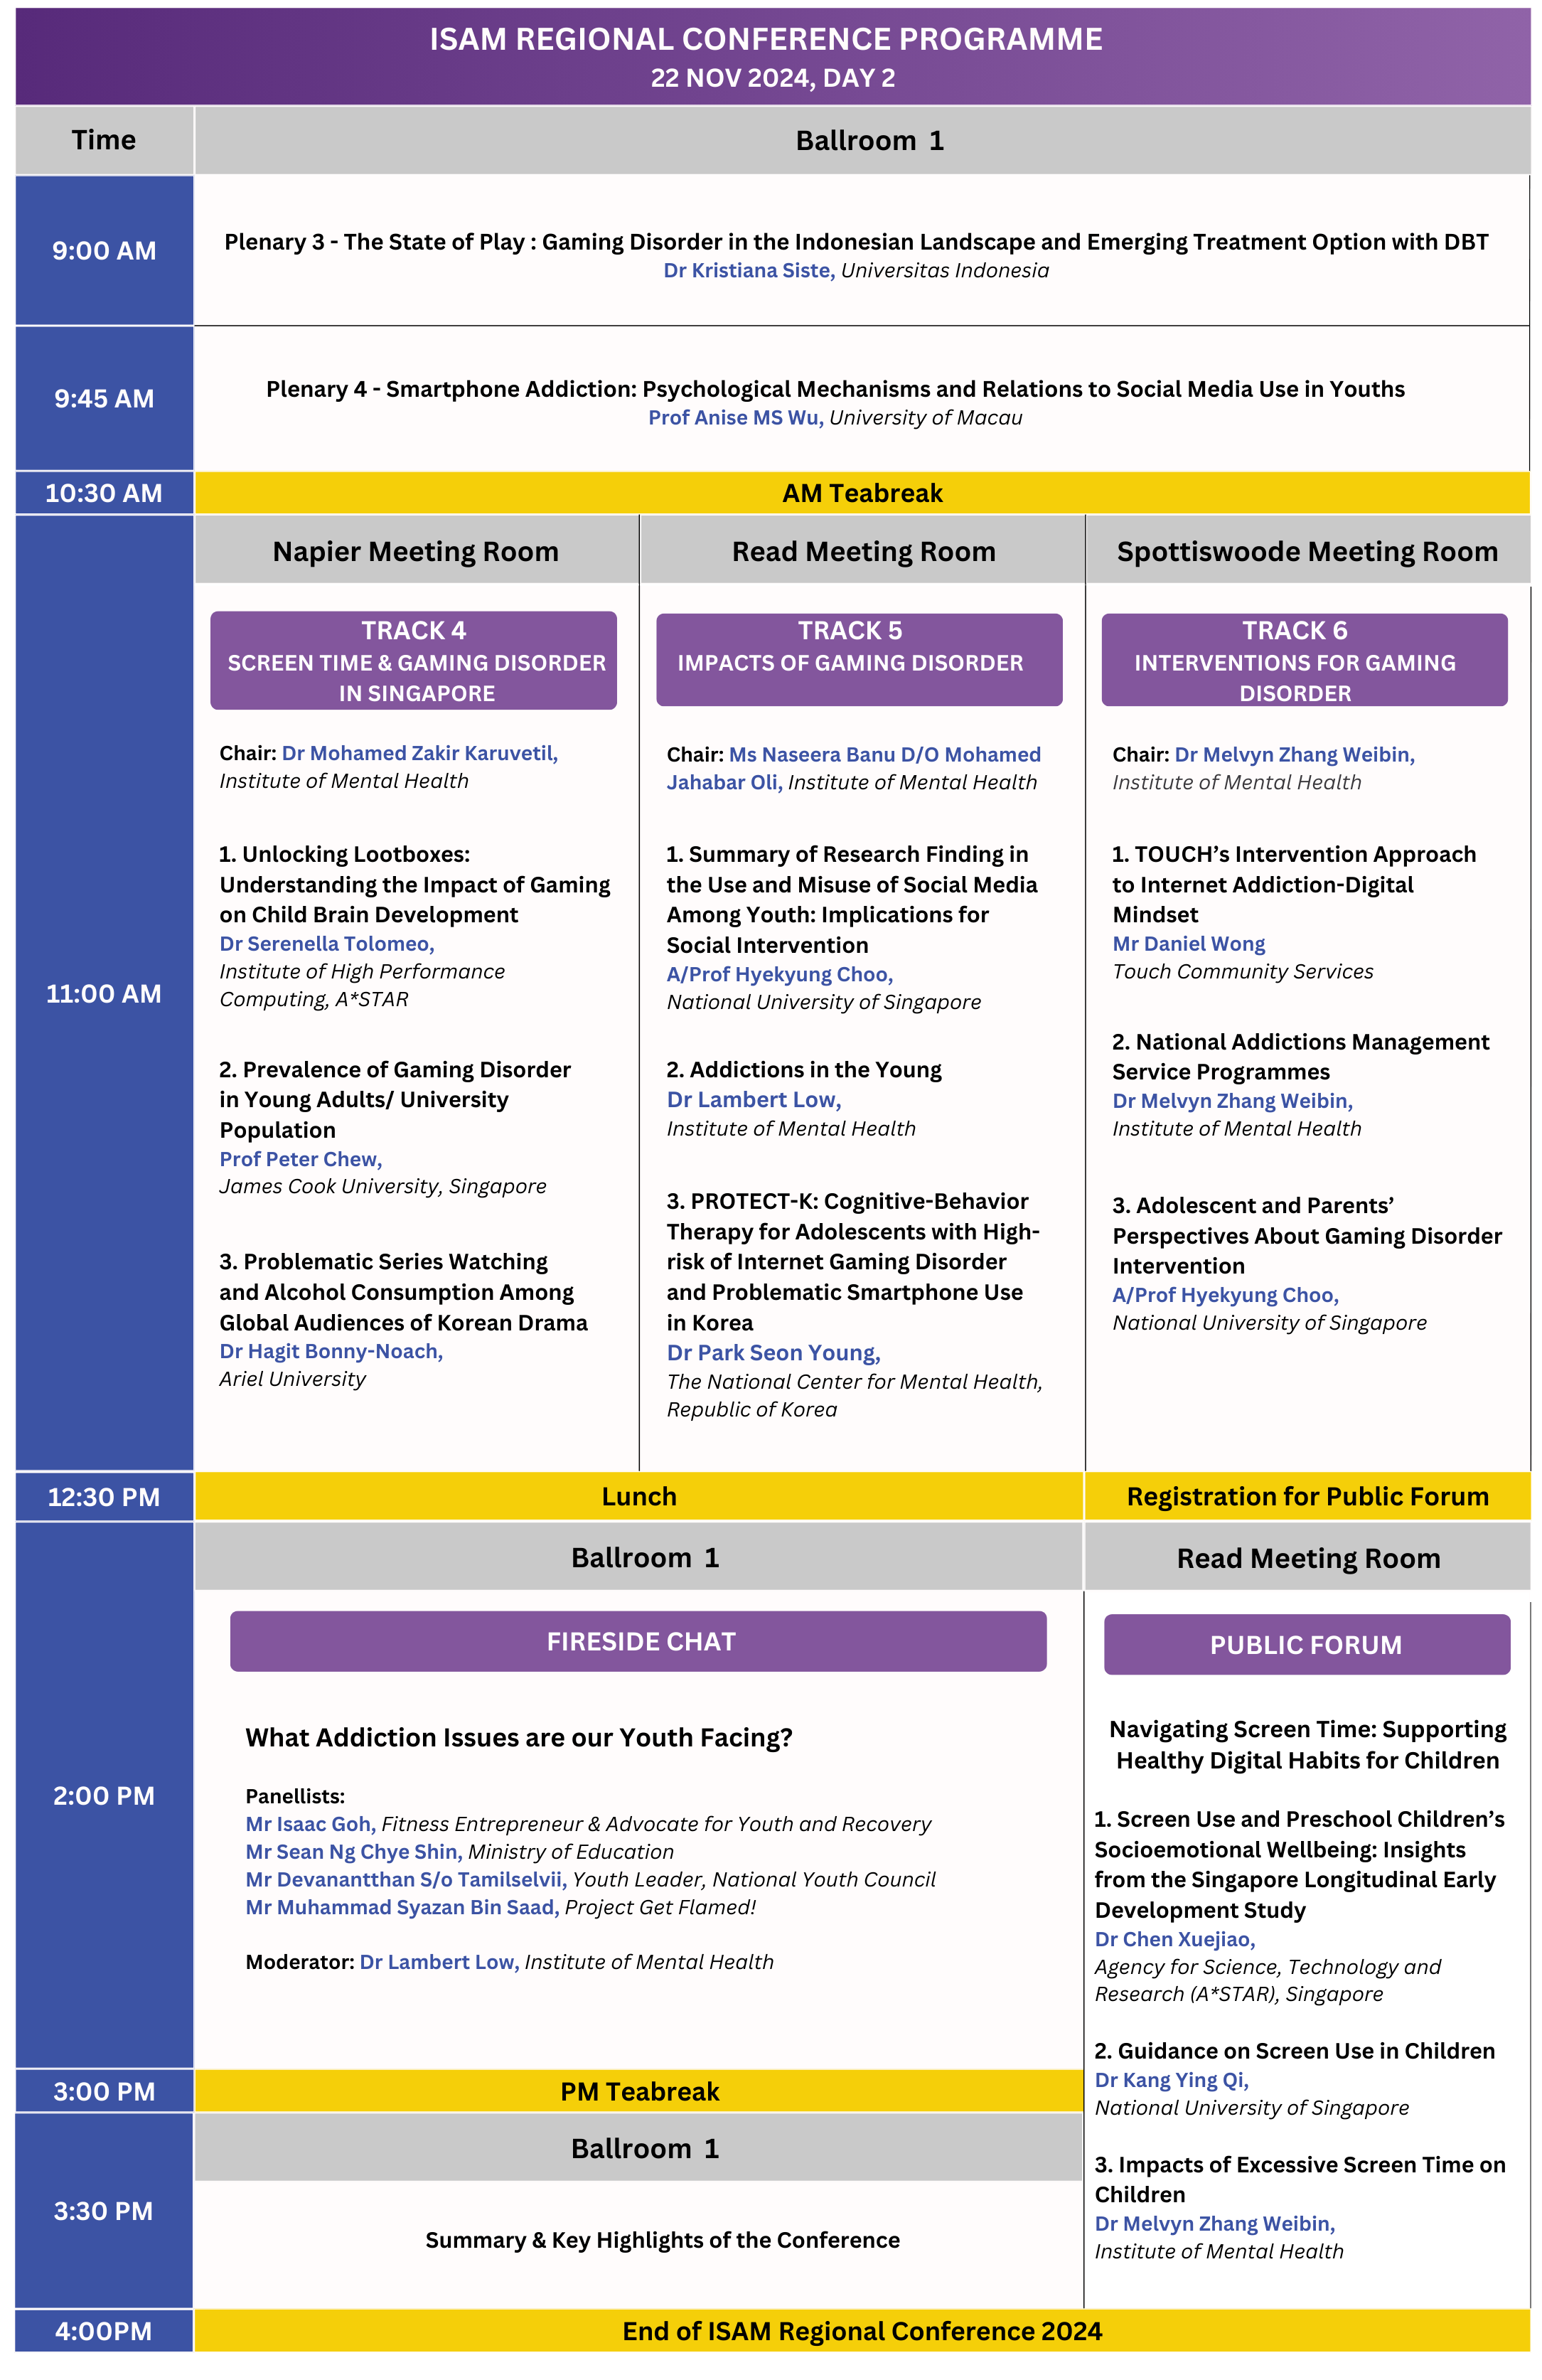 ISAM REGIONAL CONFERENCE PROGRAMME
22 NOV 2024, DAY 2
Time
Ballroom 1
9:00 AM
Plenary 3 - The State of Play : Gaming Disorder in the Indonesian Landscape and Emerging Treatment Option with DBT
Dr Kristiana Siste, Universitas Indonesia
9:45 AM
Plenary 4 - Smartphone Addiction: Psychological Mechanisms and Relations to Social Media Use in Youths
Prof Anise MS Wu, University of Macau
10:30 AM
AM Teabreak
11:00 AM
Napier Meeting Room
TRACK 4
SCREEN TIME & GAMING DISORDER
IN SINGAPORE
Chair: Dr Mohamed Zakir Karuvetil,
Institute of Mental Health
1. Unlocking Lootboxes:
Understanding the Impact of Gaming
on Child Brain Development
Dr Serenella Tolomeo,
Institute of High Performance
Computing, A*STAR
2. Prevalence of Gaming Disorder
in Young Adults/ University
Population
Prof Peter Chew,
James Cook University, Singapore
3. Problematic Series Watching
and Alcohol Consumption Among
Global Audiences of Korean Drama
Dr Hagit Bonny-Noach,
Ariel University
Read Meeting Room
TRACK 5
IMPACTS OF GAMING DISORDER
Chair: Ms Naseera Banu D/O Mohamed
Jahabar Oli, Institute of Mental Health
1. Summary of Research Finding in
the Use and Misuse of Social Media
Among Youth: Implications for
Social Intervention
A/Prof Hyekyung Choo,
National University of Singapore
2. Addictions in the Young
Dr Lambert Low,
Institute of Mental Health
3. PROTECT-K: Cognitive-Behavior
Therapy for Adolescents with High-
risk of Internet Gaming Disorder
and Problematic Smartphone Use
in Korea
Dr Park Seon Young,
The National Center for Mental Health,
Republic of Korea
Spottiswoode Meeting Room
TRACK 6
INTERVENTIONS FOR GAMING
DISORDER
Chair: Dr Melvyn Zhang Weibin,
Institute of Mental Health
1. TOUCH’s Intervention Approach
to Internet Addiction-Digital
Mindset
Mr Daniel Wong
Touch Community Services
2. National Addictions Management
Service Programmes
Dr Melvyn Zhang Weibin,
Institute of Mental Health
3. Adolescent and Parents’
Perspectives About Gaming Disorder
Intervention
A/Prof Hyekyung Choo,
National University of Singapore
12:30 PM
Lunch
Registration for Public Forum
2:00 PM
Ballroom 1
FIRESIDE CHAT
What Addiction Issues are our Youth Facing?
Panellists:
Mr Isaac Goh, Fitness Entrepreneur & Advocate for Youth and Recovery
Mr Sean Ng Chye Shin, Ministry of Education
Mr Devanantthan S/o Tamilselvii, Youth Leader, National Youth Council
Mr Muhammad Syazan Bin Saad, Project Get Flamed!
Moderator: Dr Lambert Low, Institute of Mental Health
3:00 PM
PM Teabreak
3:30 PM
Ballroom 1
Summary & Key Highlights of the Conference
Read Meeting Room
PUBLIC FORUM
Navigating Screen Time: Supporting
Healthy Digital Habits for Children
1. Screen Use and Preschool Children’s
Socioemotional Wellbeing: Insights
from the Singapore Longitudinal Early
Development Study
Dr Chen Xuejiao,
Agency for Science, Technology and
Research (A*STAR), Singapore
2. Guidance on Screen Use in Children
Dr Kang Ying Qi,
National University of Singapore
3. Impacts of Excessive Screen Time on
Children
Dr Melvyn Zhang Weibin,
Institute of Mental Health
4:00PM
End of ISAM Regional Conference 2024